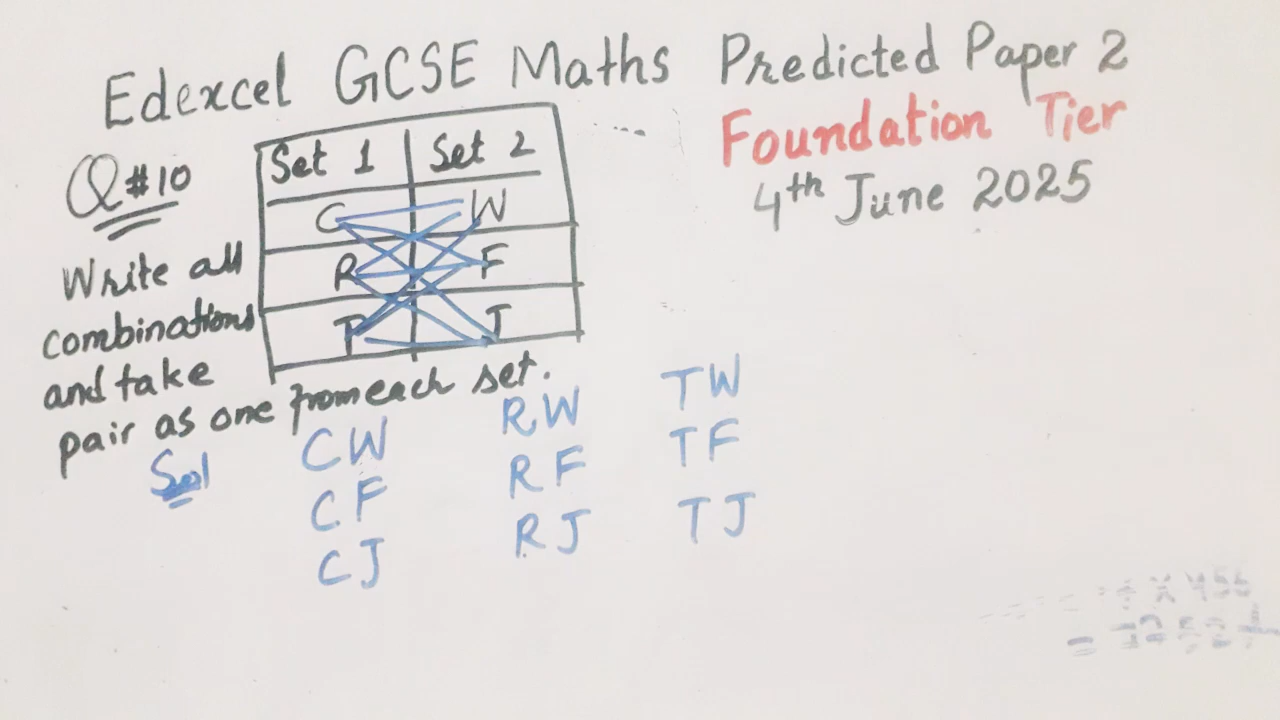 Edexcel GCSE Maths Predicted Paper 2
Foundation Tier
4th June 2025
Q#10
Set 1 Set 2
C W
R F
T J
Write all
combinations
and take
pair as one from each set.
Sol
CW RW TW
CF RF TF
CJ RJ TJ